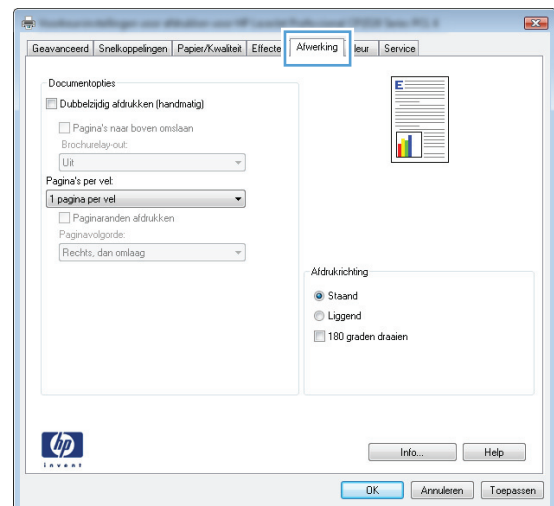 Geavanceerd Snelkoppelingen Papier/Kwaliteit Effecte Afwerking leur Service
Documentopties
Dubbelzijdig afdrukken (handmatig)
Pagina's naar boven omslaan
Brochurelay-out:
Uit
Pagina's per vel:
1 pagina per vel
Paginaranden afdrukken
Paginavolgorde:
Rechts, dan omlaag
E
Afdrukrichting
Staand
Liggend
180 graden draaien
hp
invent
Info... Help
OK Annuleren Toepassen